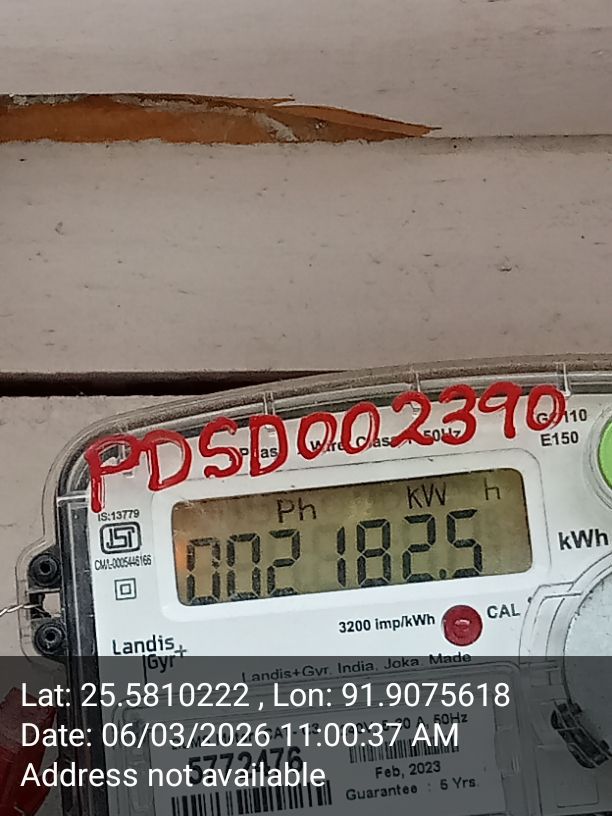 PDSD002390
G3110
E150
IS:13779
CM/L-0005446166
Ph kW h
002182.5
kWh
3200 imp/kWh
CAL
Landis
Gyr+
Landis+Gyr, India, Joka, Made
Lat: 25.5810222 , Lon: 91.9075618
Date: 06/03/2026 11:00:37 AM
Feb, 2023
Address not available
Guarantee : 5 Yrs.